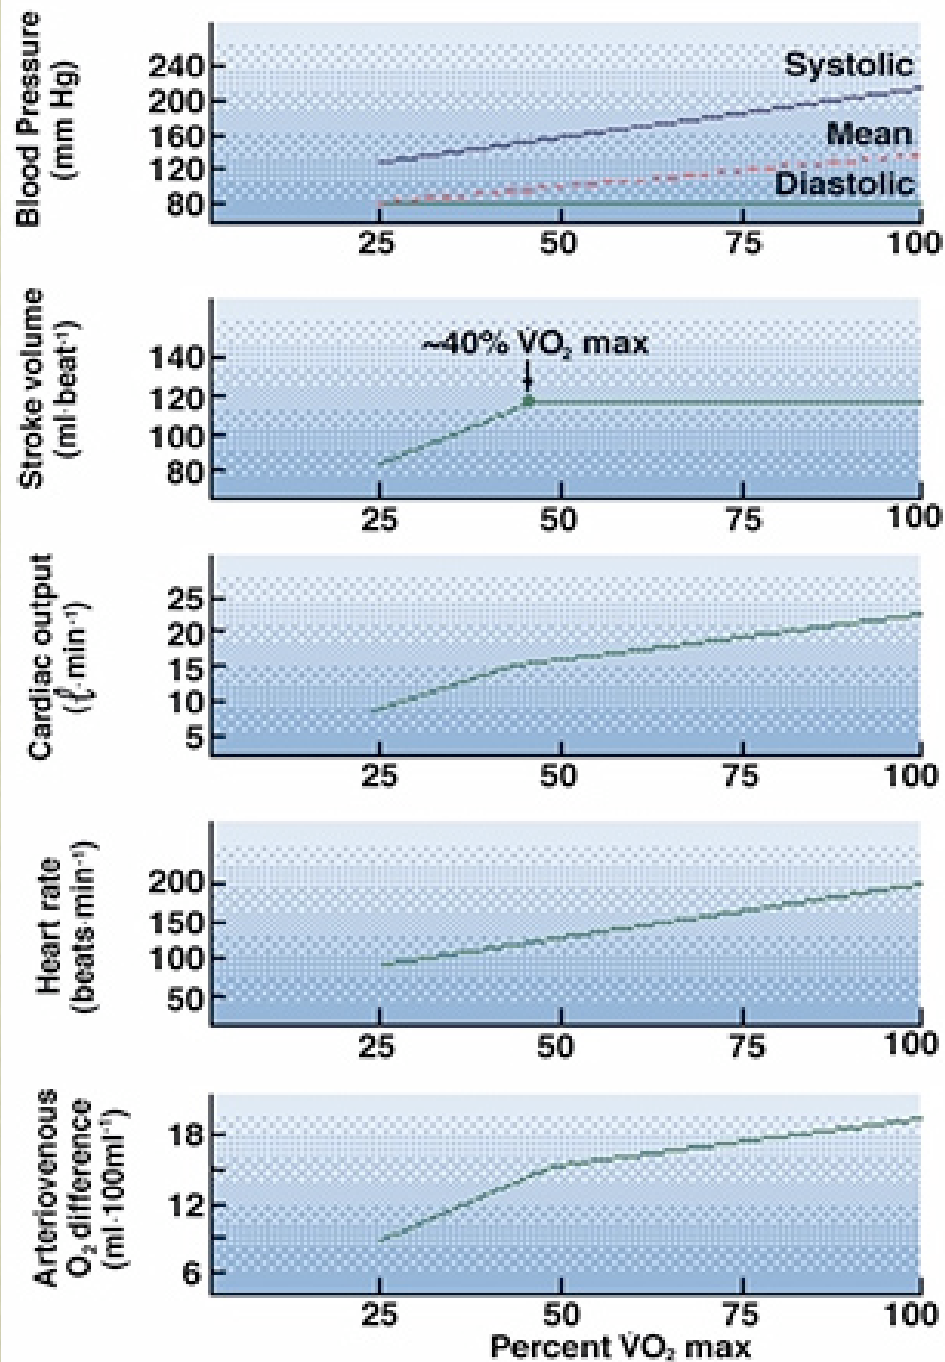 Blood Pressure
(mm Hg)
240
200
160
120
80
Systolic
Mean
Diastolic
25 50 75 100
Stroke volume
(ml·beat⁻¹)
140
120
100
80
~40% V̇O₂ max
25 50 75 100
Cardiac output
(ℓ·min⁻¹)
25
20
15
10
5
25 50 75 100
Heart rate
(beats·min⁻¹)
200
150
100
50
25 50 75 100
Arteriovenous
O₂ difference
(ml·100ml⁻¹)
18
12
6
25 50 75 100
Percent V̇O₂ max